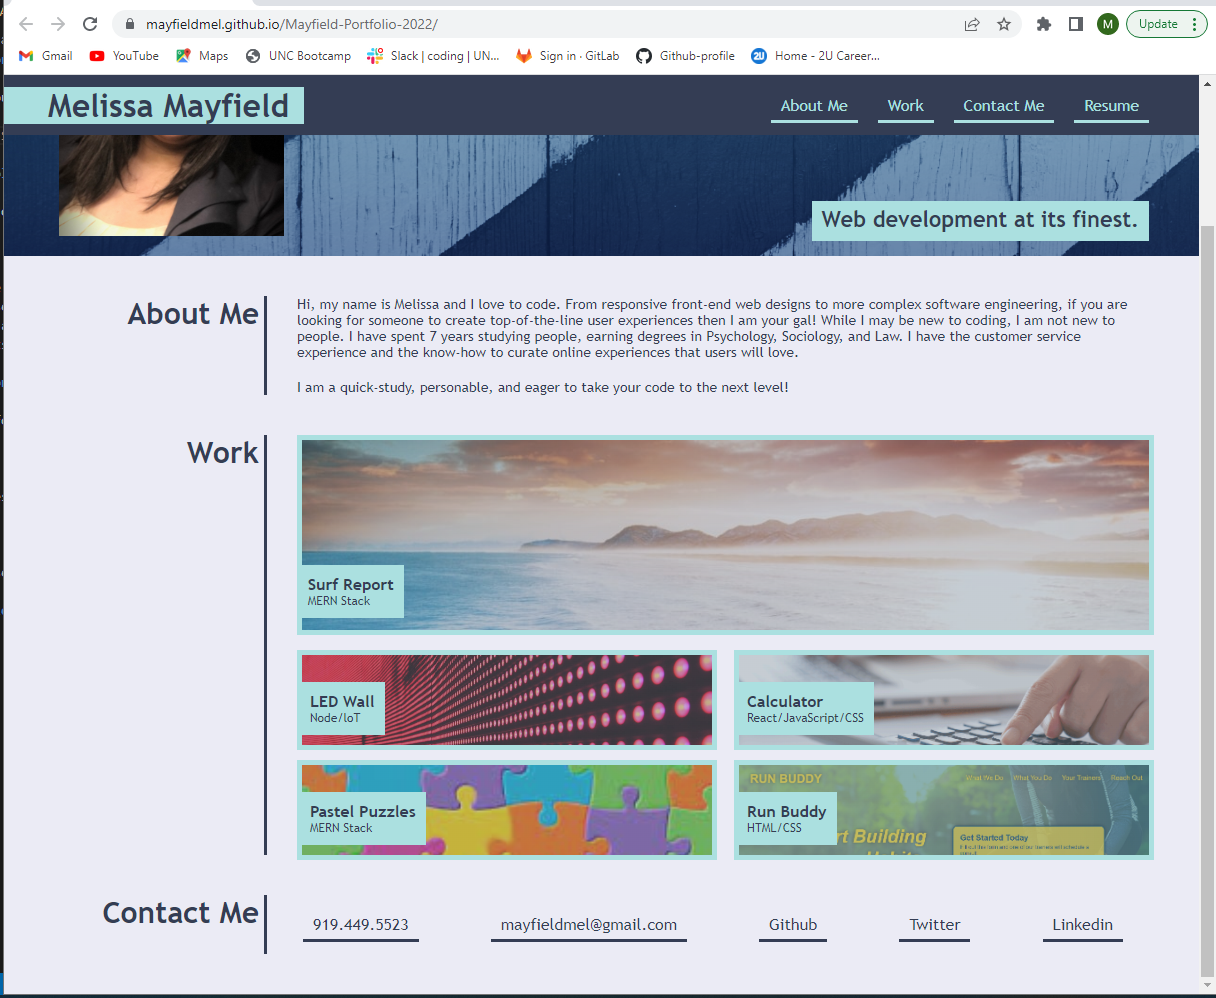 mayfieldmel.github.io/Mayfield-Portfolio-2022/
M
Update
Gmail
YouTube
Maps
UNC Bootcamp
Slack | coding | UN...
Sign in · GitLab
Github-profile
2U
Home - 2U Career...
Melissa Mayfield
About Me
Work
Contact Me
Resume
Web development at its finest.
About Me
Hi, my name is Melissa and I love to code. From responsive front-end web designs to more complex software engineering, if you are
looking for someone to create top-of-the-line user experiences then I am your gal! While I may be new to coding, I am not new to
people. I have spent 7 years studying people, earning degrees in Psychology, Sociology, and Law. I have the customer service
experience and the know-how to curate online experiences that users will love.
I am a quick-study, personable, and eager to take your code to the next level!
Work
Surf Report
MERN Stack
LED Wall
Node/IoT
Calculator
React/JavaScript/CSS
Pastel Puzzles
MERN Stack
RUN BUDDY
What We Do
What You Do
Your Trainers
Reach Out
Run Buddy
HTML/CSS
rt Building
Get Started Today
Contact Me
919.449.5523
mayfieldmel@gmail.com
Github
Twitter
Linkedin